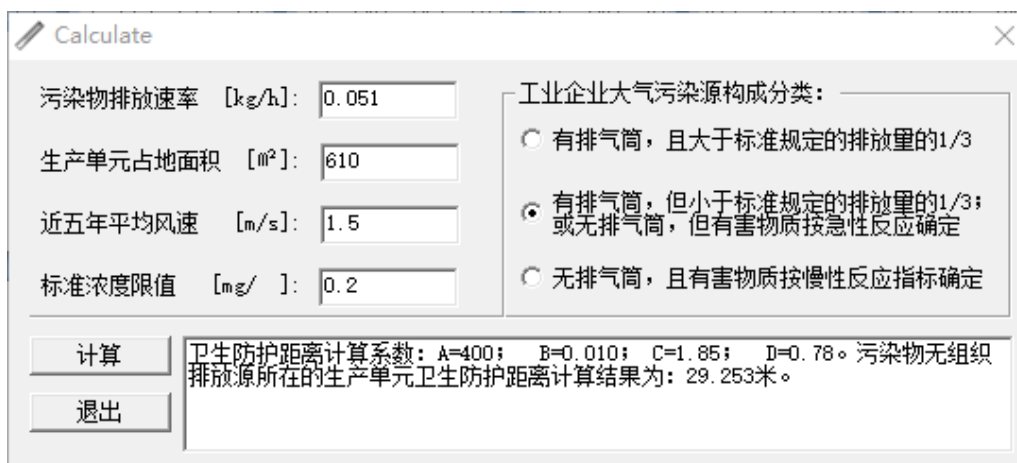 Calculate
污染物排放速率 [kg/h]: 0.051
生产单元占地面积 [m²]: 610
近五年平均风速 [m/s]: 1.5
标准浓度限值 [mg/ ]: 0.2
工业企业大气污染源构成分类:
有排气筒，且大于标准规定的排放量的1/3
有排气筒，但小于标准规定的排放量的1/3;
或无排气筒，但有害物质按急性反应确定
无排气筒，且有害物质按慢性反应指标确定
计算
退出
卫生防护距离计算系数: A=400; B=0.010; C=1.85; D=0.78。污染物无组织
排放源所在的生产单元卫生防护距离计算结果为: 29.253米。